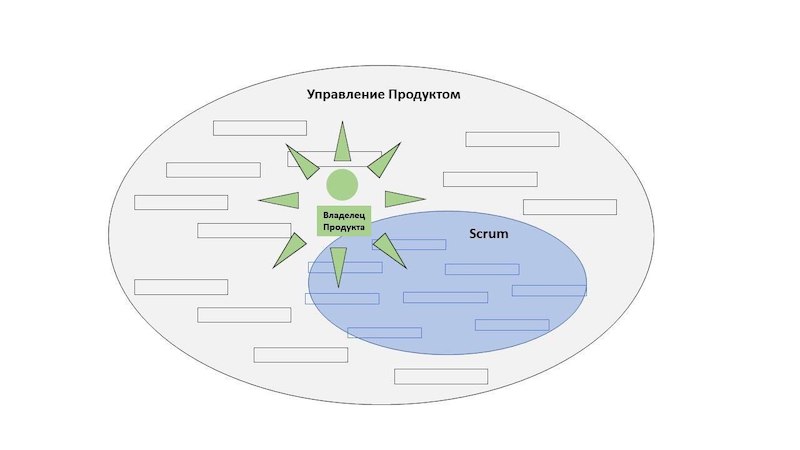 Управление Продуктом
Владелец
Продукта
Scrum